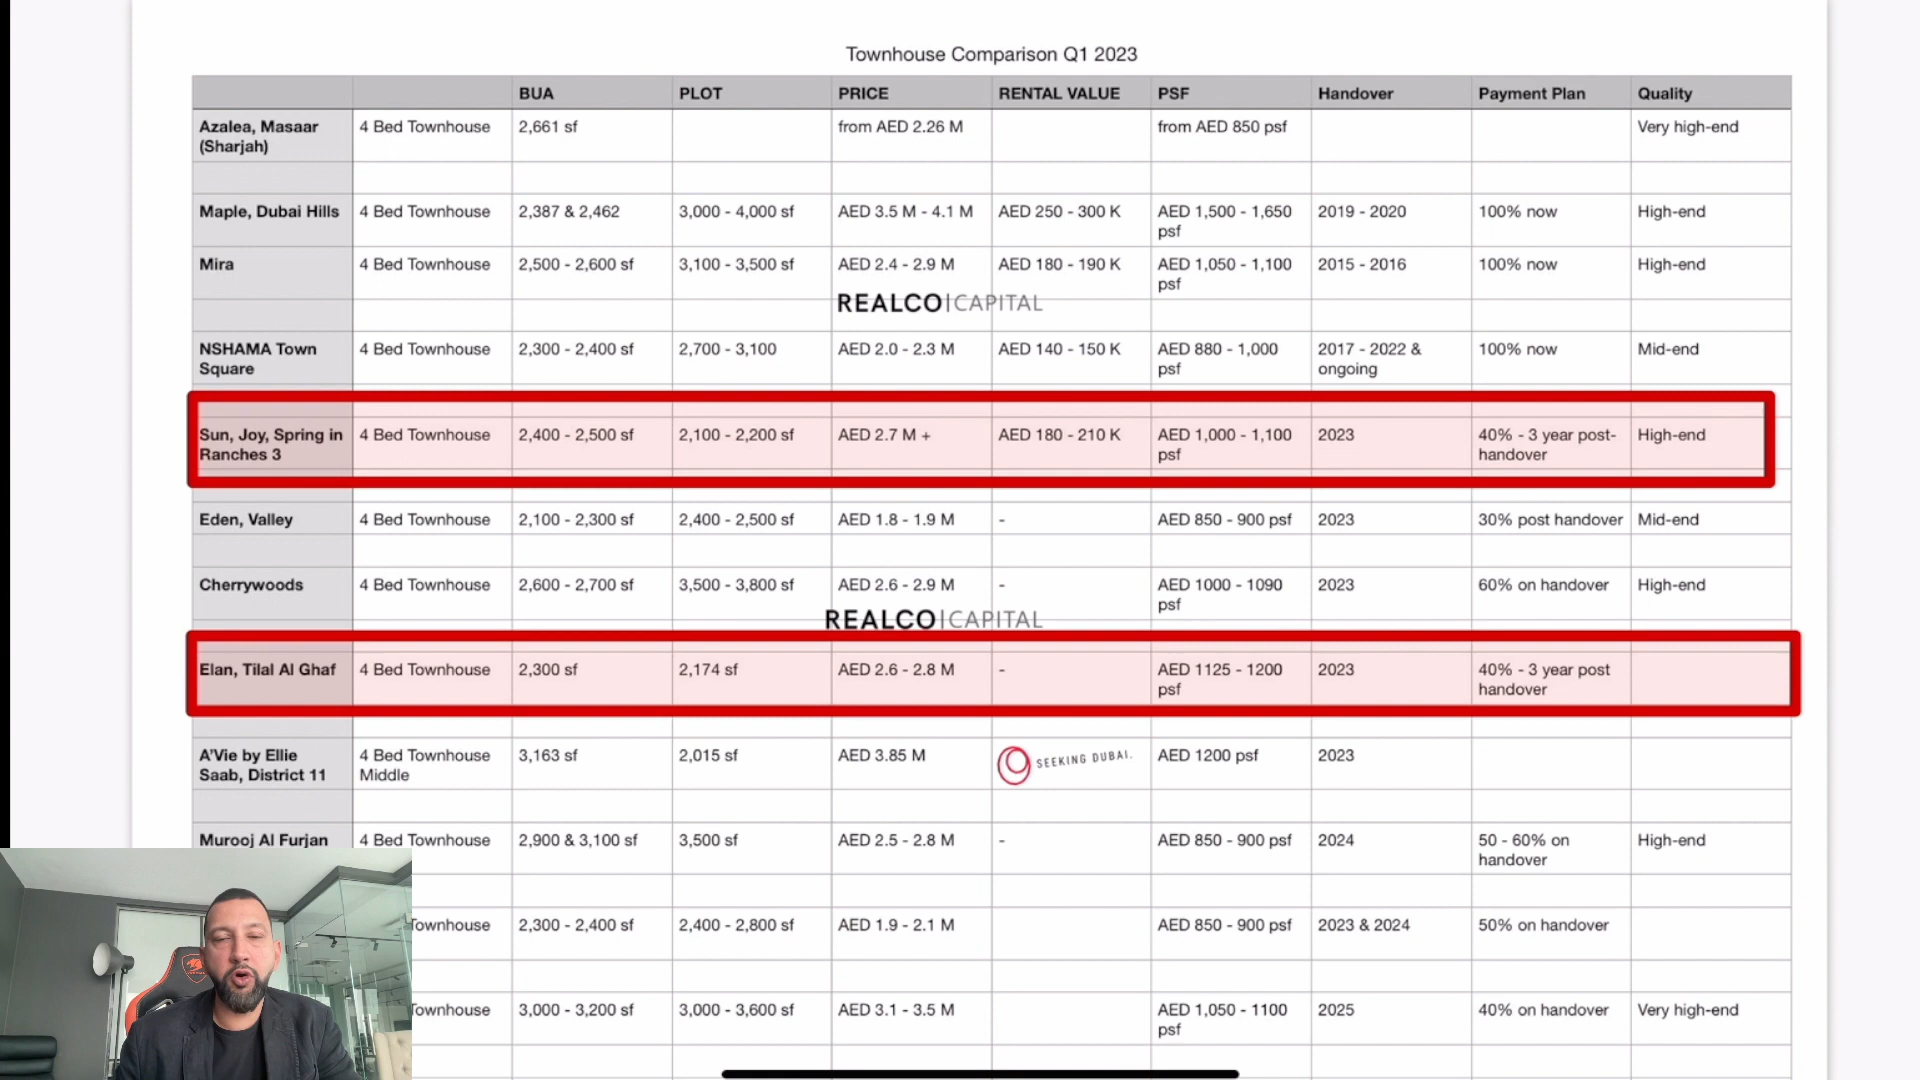 Townhouse Comparison Q1 2023
BUA PLOT PRICE RENTAL VALUE PSF Handover Payment Plan Quality
Azalea, Masaar 4 Bed Townhouse 2,661 sf from AED 2.26 M from AED 850 psf Very high-end
(Sharjah)
Maple, Dubai Hills 4 Bed Townhouse 2,387 & 2,462 3,000 - 4,000 sf AED 3.5 M - 4.1 M AED 250 - 300 K AED 1,500 - 1,650 2019 - 2020 100% now High-end
psf
Mira 4 Bed Townhouse 2,500 - 2,600 sf 3,100 - 3,500 sf AED 2.4 - 2.9 M AED 180 - 190 K AED 1,050 - 1,100 2015 - 2016 100% now High-end
psf
REALCO|CAPITAL
NSHAMA Town 4 Bed Townhouse 2,300 - 2,400 sf 2,700 - 3,100 AED 2.0 - 2.3 M AED 140 - 150 K AED 880 - 1,000 2017 - 2022 & 100% now Mid-end
Square psf ongoing
Sun, Joy, Spring in 4 Bed Townhouse 2,400 - 2,500 sf 2,100 - 2,200 sf AED 2.7 M + AED 180 - 210 K AED 1,000 - 1,100 2023 40% - 3 year post- High-end
Ranches 3 psf handover
Eden, Valley 4 Bed Townhouse 2,100 - 2,300 sf 2,400 - 2,500 sf AED 1.8 - 1.9 M - AED 850 - 900 psf 2023 30% post handover Mid-end
Cherrywoods 4 Bed Townhouse 2,600 - 2,700 sf 3,500 - 3,800 sf AED 2.6 - 2.9 M - AED 1000 - 1090 2023 60% on handover High-end
psf
REALCO|CAPITAL
Elan, Tilal Al Ghaf 4 Bed Townhouse 2,300 sf 2,174 sf AED 2.6 - 2.8 M - AED 1125 - 1200 2023 40% - 3 year post
psf handover
A'Vie by Ellie 4 Bed Townhouse 3,163 sf 2,015 sf AED 3.85 M SEEKING DUBAI. AED 1200 psf 2023
Saab, District 11 Middle
Murooj Al Furjan 4 Bed Townhouse 2,900 & 3,100 sf 3,500 sf AED 2.5 - 2.8 M - AED 850 - 900 psf 2024 50 - 60% on High-end
handover
Townhouse 2,300 - 2,400 sf 2,400 - 2,800 sf AED 1.9 - 2.1 M AED 850 - 900 psf 2023 & 2024 50% on handover
Townhouse 3,000 - 3,200 sf 3,000 - 3,600 sf AED 3.1 - 3.5 M AED 1,050 - 1100 2025 40% on handover Very high-end
psf